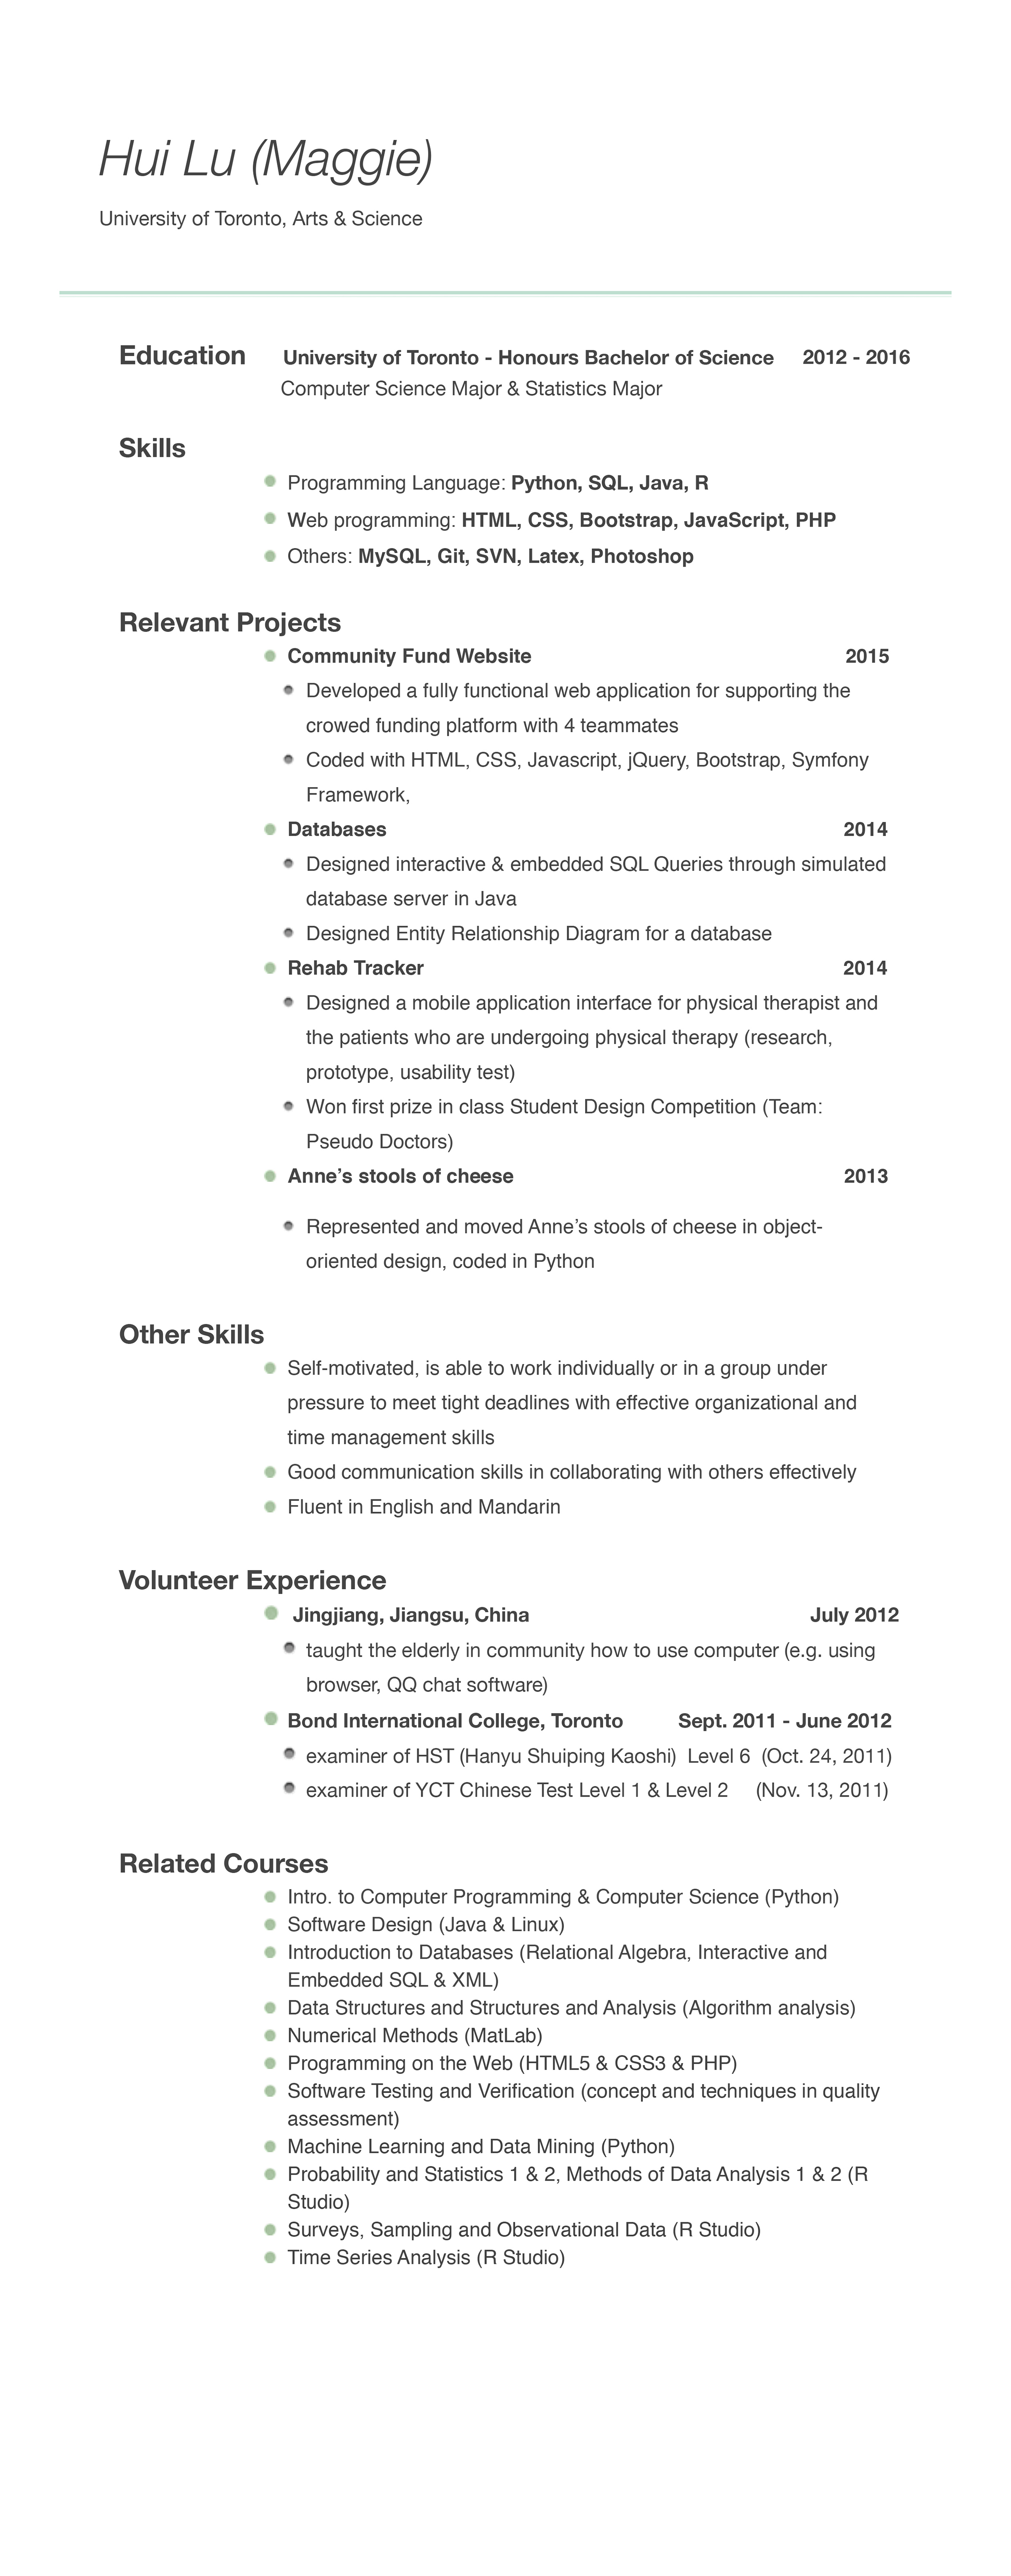 Hui Lu (Maggie)
University of Toronto, Arts & Science
Education University of Toronto - Honours Bachelor of Science 2012 - 2016
Computer Science Major & Statistics Major
Skills
Programming Language: Python, SQL, Java, R
Web programming: HTML, CSS, Bootstrap, JavaScript, PHP
Others: MySQL, Git, SVN, Latex, Photoshop
Relevant Projects
Community Fund Website 2015
Developed a fully functional web application for supporting the
crowed funding platform with 4 teammates
Coded with HTML, CSS, Javascript, jQuery, Bootstrap, Symfony
Framework,
Databases 2014
Designed interactive & embedded SQL Queries through simulated
database server in Java
Designed Entity Relationship Diagram for a database
Rehab Tracker 2014
Designed a mobile application interface for physical therapist and
the patients who are undergoing physical therapy (research,
prototype, usability test)
Won first prize in class Student Design Competition (Team:
Pseudo Doctors)
Anne’s stools of cheese 2013
Represented and moved Anne’s stools of cheese in object-
oriented design, coded in Python
Other Skills
Self-motivated, is able to work individually or in a group under
pressure to meet tight deadlines with effective organizational and
time management skills
Good communication skills in collaborating with others effectively
Fluent in English and Mandarin
Volunteer Experience
Jingjiang, Jiangsu, China July 2012
taught the elderly in community how to use computer (e.g. using
browser, QQ chat software)
Bond International College, Toronto Sept. 2011 - June 2012
examiner of HST (Hanyu Shuiping Kaoshi) Level 6 (Oct. 24, 2011)
examiner of YCT Chinese Test Level 1 & Level 2 (Nov. 13, 2011)
Related Courses
Intro. to Computer Programming & Computer Science (Python)
Software Design (Java & Linux)
Introduction to Databases (Relational Algebra, Interactive and
Embedded SQL & XML)
Data Structures and Structures and Analysis (Algorithm analysis)
Numerical Methods (MatLab)
Programming on the Web (HTML5 & CSS3 & PHP)
Software Testing and Verification (concept and techniques in quality
assessment)
Machine Learning and Data Mining (Python)
Probability and Statistics 1 & 2, Methods of Data Analysis 1 & 2 (R
Studio)
Surveys, Sampling and Observational Data (R Studio)
Time Series Analysis (R Studio)